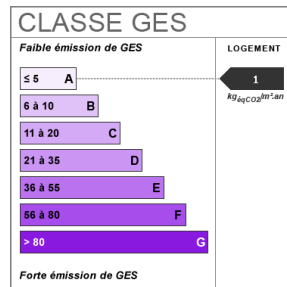 CLASSE GES
Faible émission de GES
LOGEMENT
≤ 5 A
1
kgéqCO2/m².an
6 à 10 B
11 à 20 C
21 à 35 D
36 à 55 E
56 à 80 F
> 80 G
Forte émission de GES